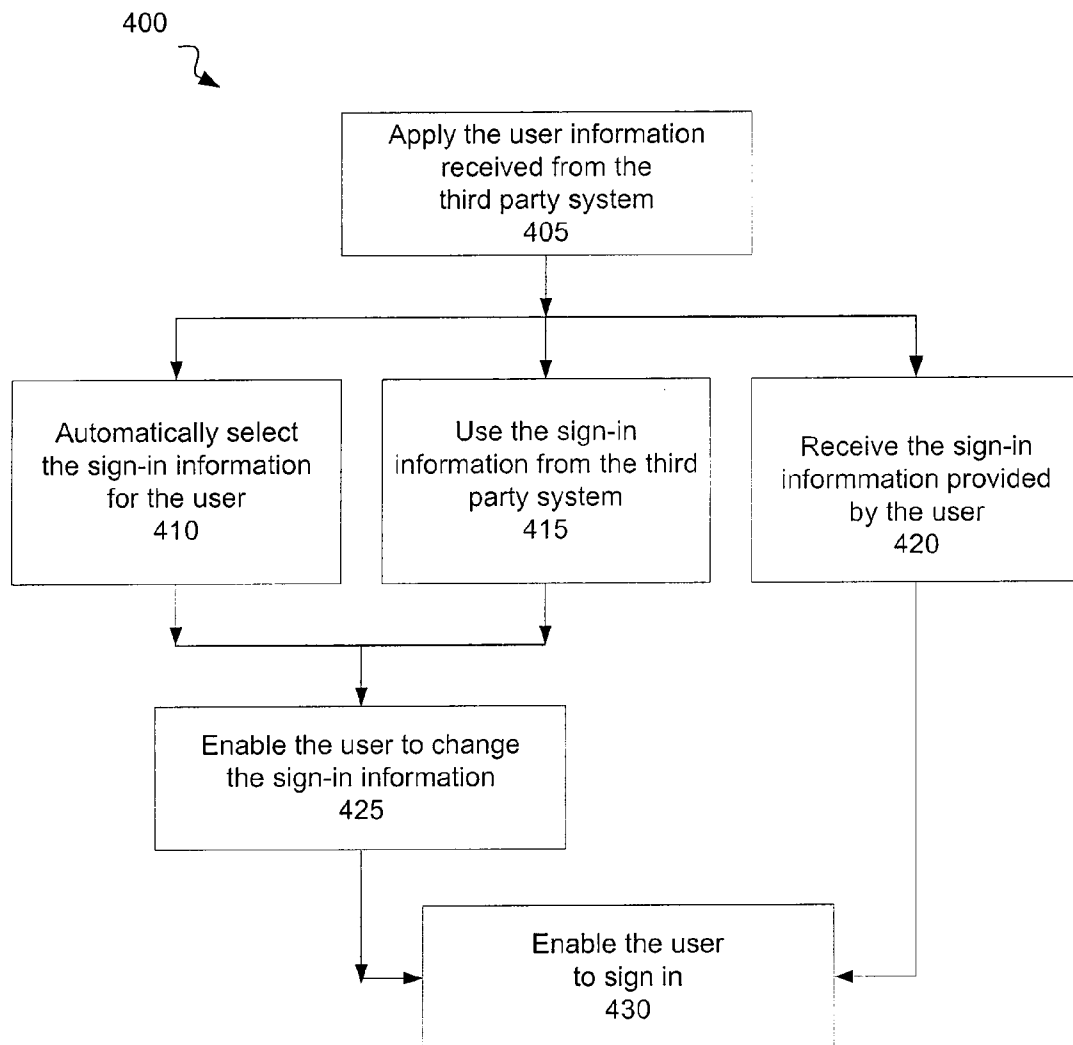 400
Apply the user information
received from the
third party system
405
Automatically select
the sign-in information
for the user
410
Use the sign-in
information from the third
party system
415
Receive the sign-in
informmation provided
by the user
420
Enable the user to change
the sign-in information
425
Enable the user
to sign in
430